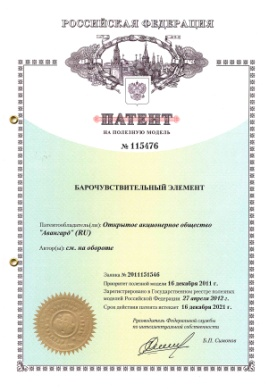 РОССИЙСКАЯ ФЕДЕРАЦИЯ
ПАТЕНТ
НА ПОЛЕЗНУЮ МОДЕЛЬ
№ 115476
БАРОЧУВСТВИТЕЛЬНЫЙ ЭЛЕМЕНТ
Патентообладатель(ли): Открытое акционерное общество
"Авангард" (RU)
Автор(ы): см. на обороте
Заявка № 2011151546
Приоритет полезной модели 16 декабря 2011 г.
Зарегистрировано в Государственном реестре полезных
моделей Российской Федерации 27 апреля 2012 г.
Срок действия патента истекает 16 декабря 2021 г.
Руководитель Федеральной службы
по интеллектуальной собственности
Б.П. Симонов